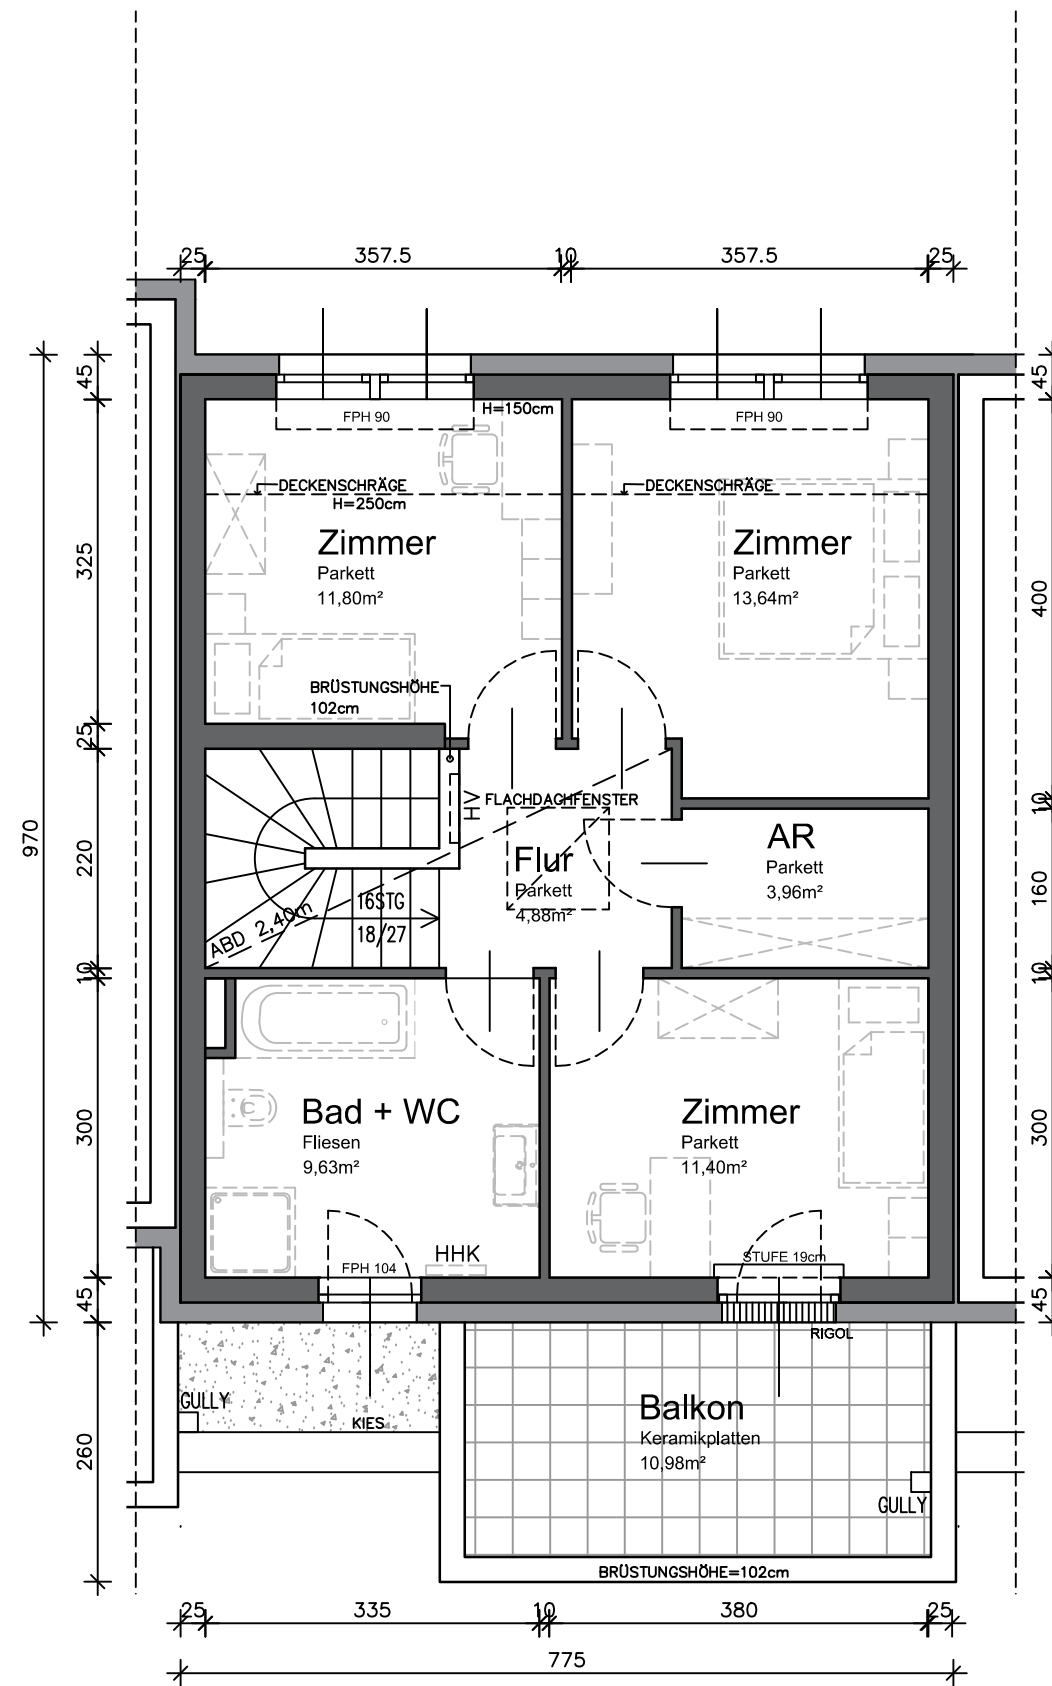 25 357.5 10 357.5 25
45
45
FPH 90
H=150cm
FPH 90
DECKENSCHRÄGE
H=250cm
DECKENSCHRÄGE
325
Zimmer
Parkett
11,80m²
Zimmer
Parkett
13,64m²
400
BRÜSTUNGSHÖHE
102cm
25
HV
FLACHDACHFENSTER
10
970
220
Flur
Parkett
4,88m²
AR
Parkett
3,96m²
160
16STG
18/27
ABD 2,40m
10
10
300
Bad + WC
Fliesen
9,63m²
Zimmer
Parkett
11,40m²
300
HHK
FPH 104
STUFE 19cm
45
45
RIGOL
GULLY
KIES
260
Balkon
Keramikplatten
10,98m²
GULLY
BRÜSTUNGSHÖHE=102cm
25 335 10 380 25
775